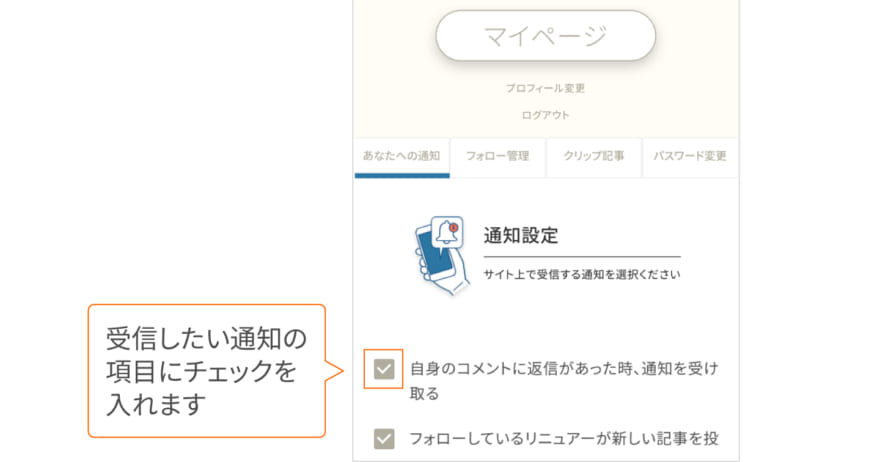 マイページ
プロフィール変更
ログアウト
あなたへの通知
フォロー管理
クリップ記事
パスワード変更
通知設定
サイト上で受信する通知を選択ください
受信したい通知の
項目にチェックを
入れます
自身のコメントに返信があった時、通知を受け
取る
フォローしているリニュアーが新しい記事を投